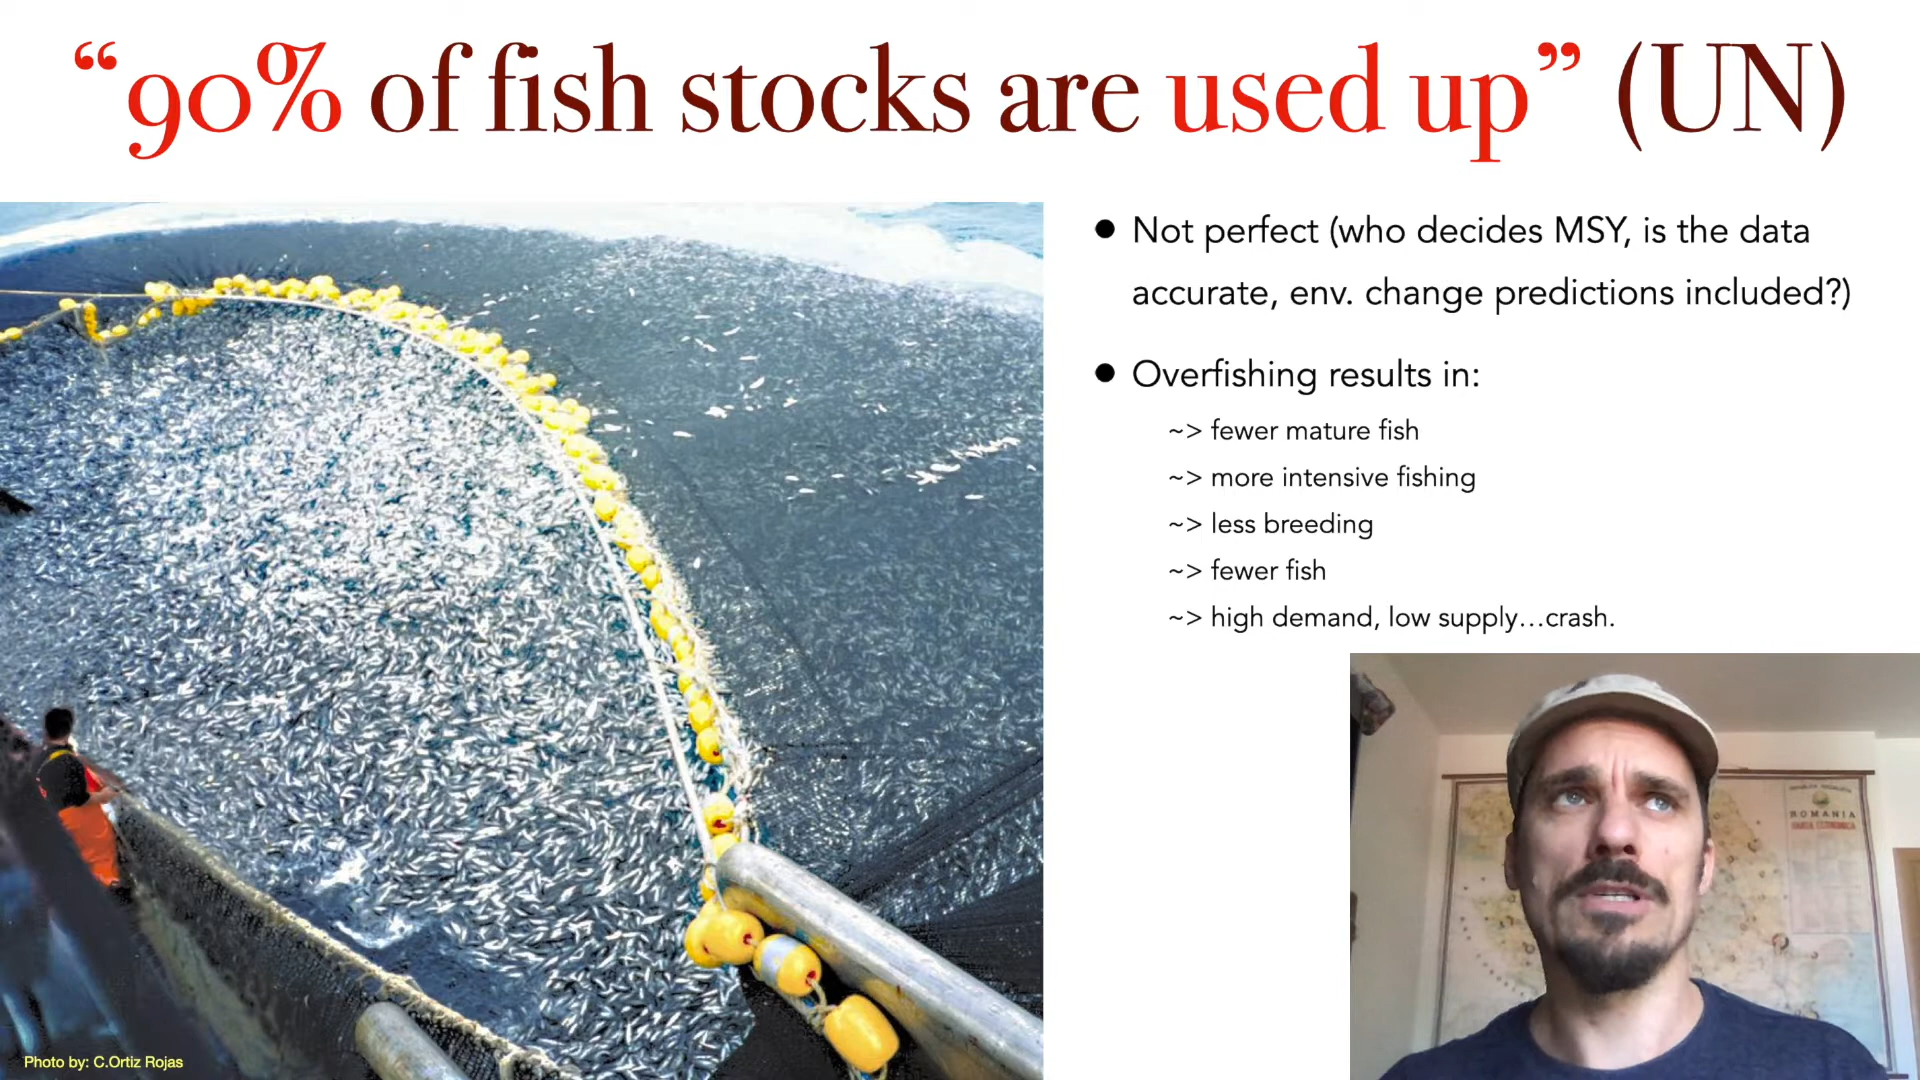 “90% of fish stocks are used up” (UN)
● Not perfect (who decides MSY, is the data
accurate, env. change predictions included?)
● Overfishing results in:
~> fewer mature fish
~> more intensive fishing
~> less breeding
~> fewer fish
~> high demand, low supply…crash.
ROMANIA
HARTA ECONOMICA
Photo by: C.Ortiz Rojas